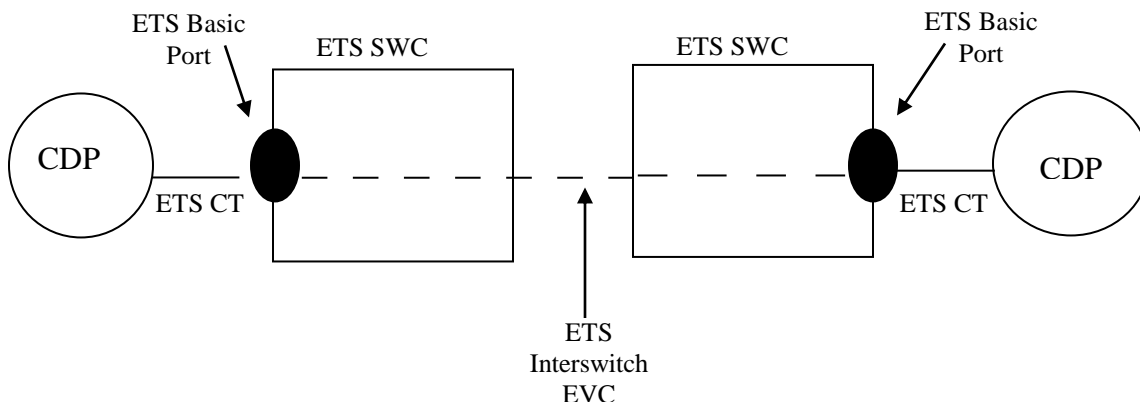 ETS Basic
Port
ETS SWC
ETS SWC
ETS Basic
Port
CDP
ETS CT
ETS CT
CDP
ETS
Interswitch
EVC